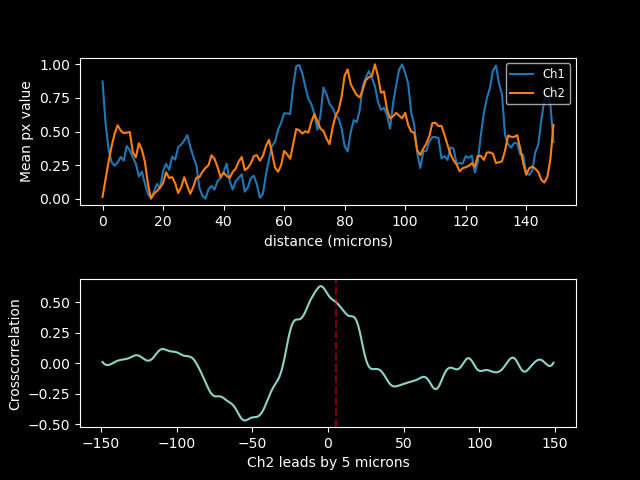 1.00
0.75
0.50
0.25
0.00
Mean px value
Ch1
Ch2
0 20 40 60 80 100 120 140
distance (microns)
0.50
0.25
0.00
−0.25
−0.50
Crosscorrelation
−150 −100 −50 0 50 100 150
Ch2 leads by 5 microns